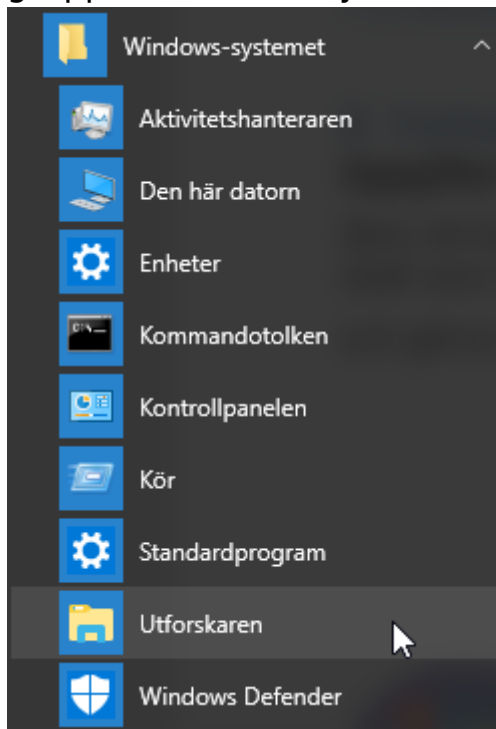 Windows-systemet
Aktivitetshanteraren
Den här datorn
Enheter
Kommandotolken
Kontrollpanelen
Kör
Standardprogram
Utforskaren
Windows Defender